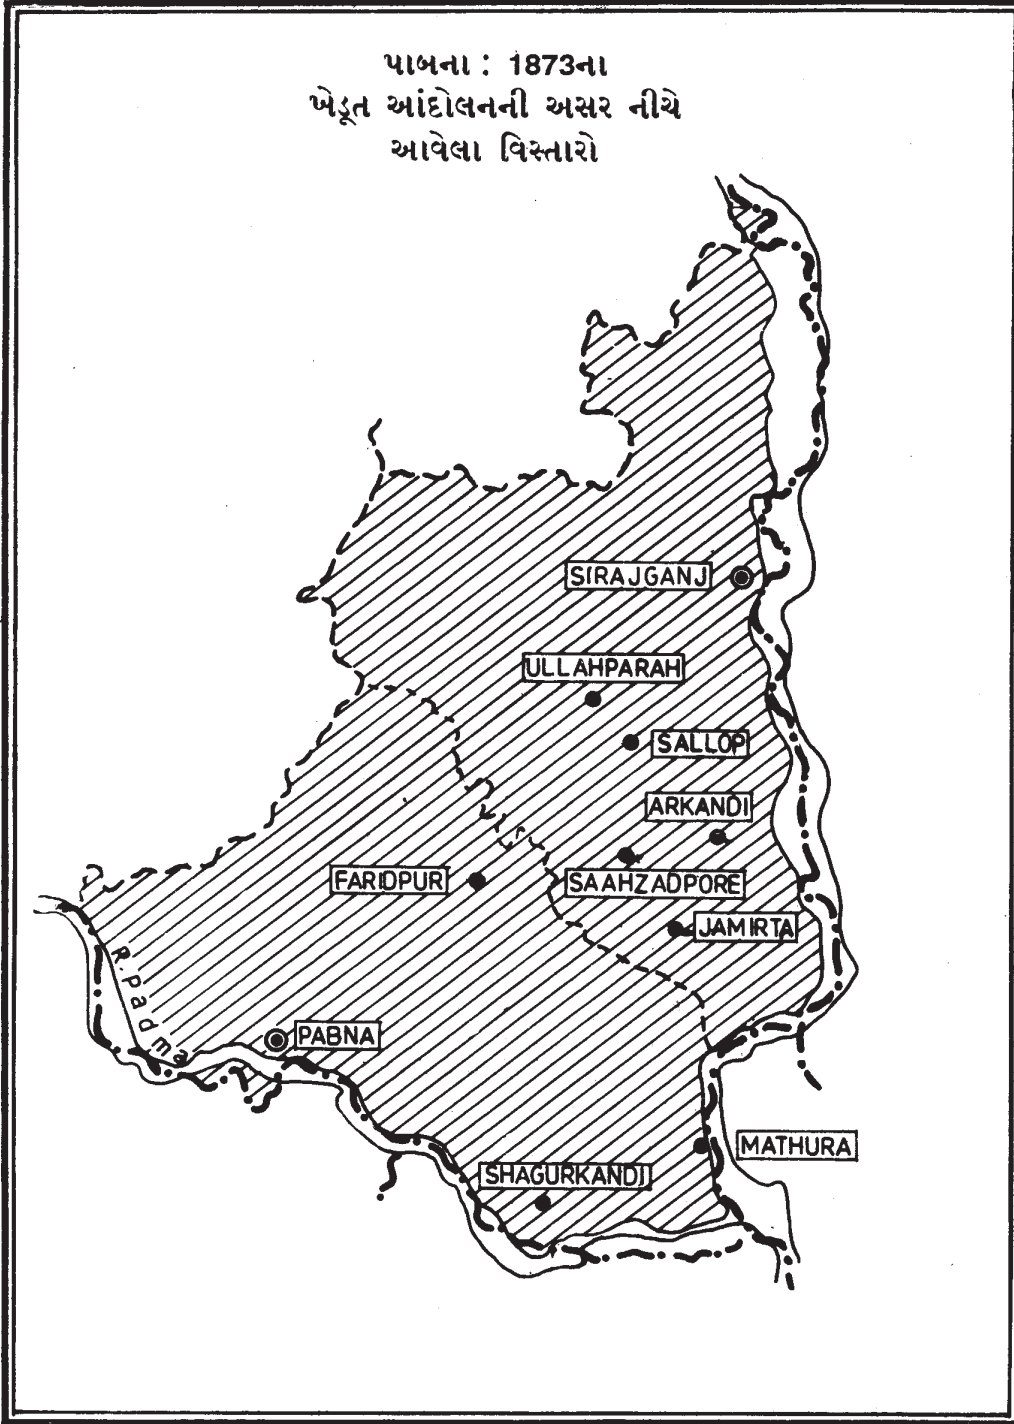 પાબના : 1873ના
ખેડૂત આંદોલનની અસર નીચે
આવેલા વિસ્તારો
SIRAJGANJ
ULLAHPARAH
SALLOP
ARKANDI
FARIDPUR
SAAHZADPORE
JAMIRTA
R. Padma
PABNA
MATHURA
SHAGURKANDI